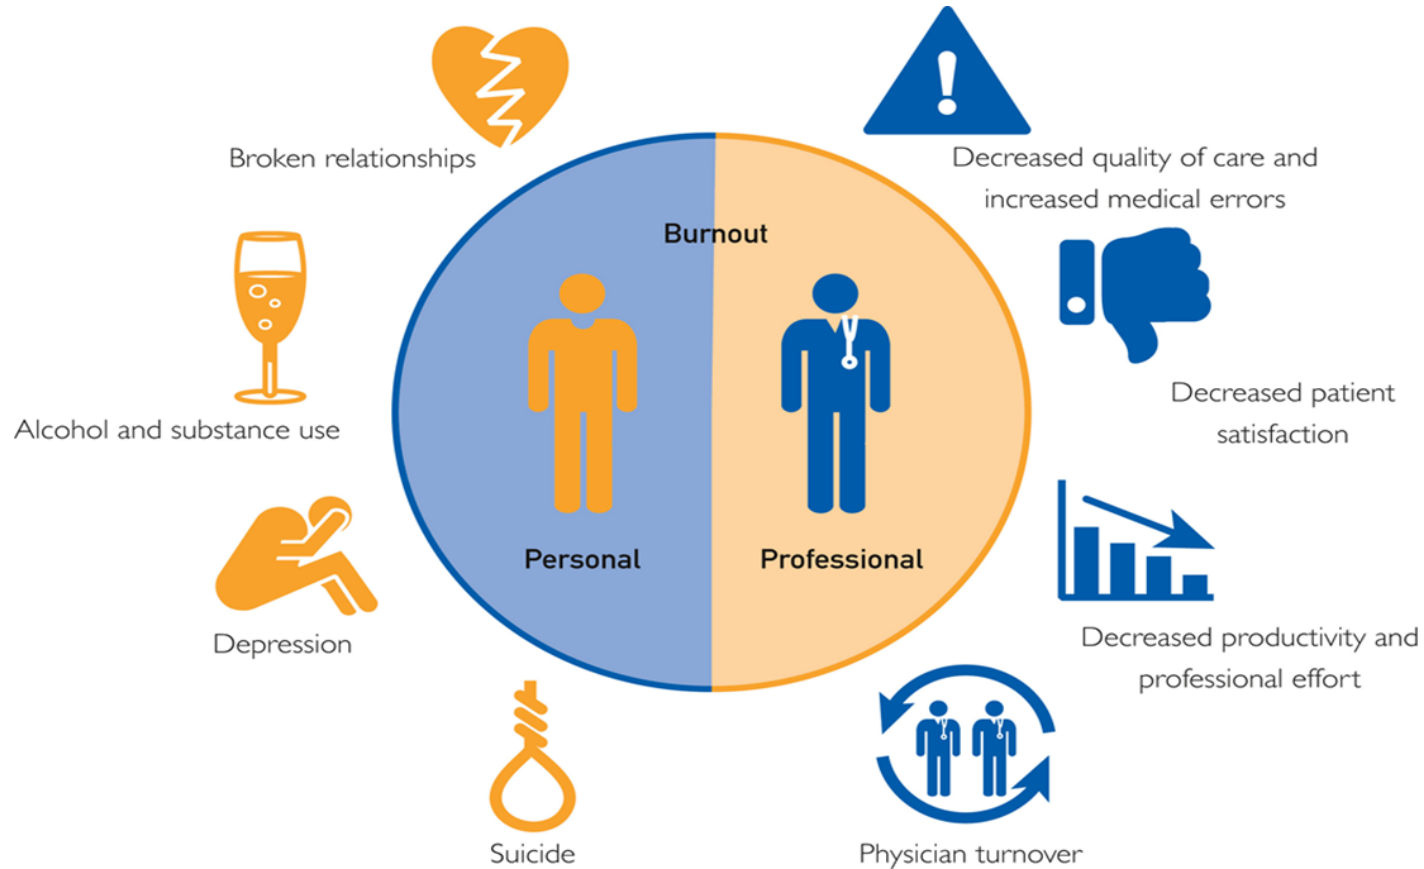 Broken relationships
Decreased quality of care and
increased medical errors
Burnout
Alcohol and substance use
Decreased patient
satisfaction
Personal
Professional
Depression
Decreased productivity and
professional effort
Suicide
Physician turnover